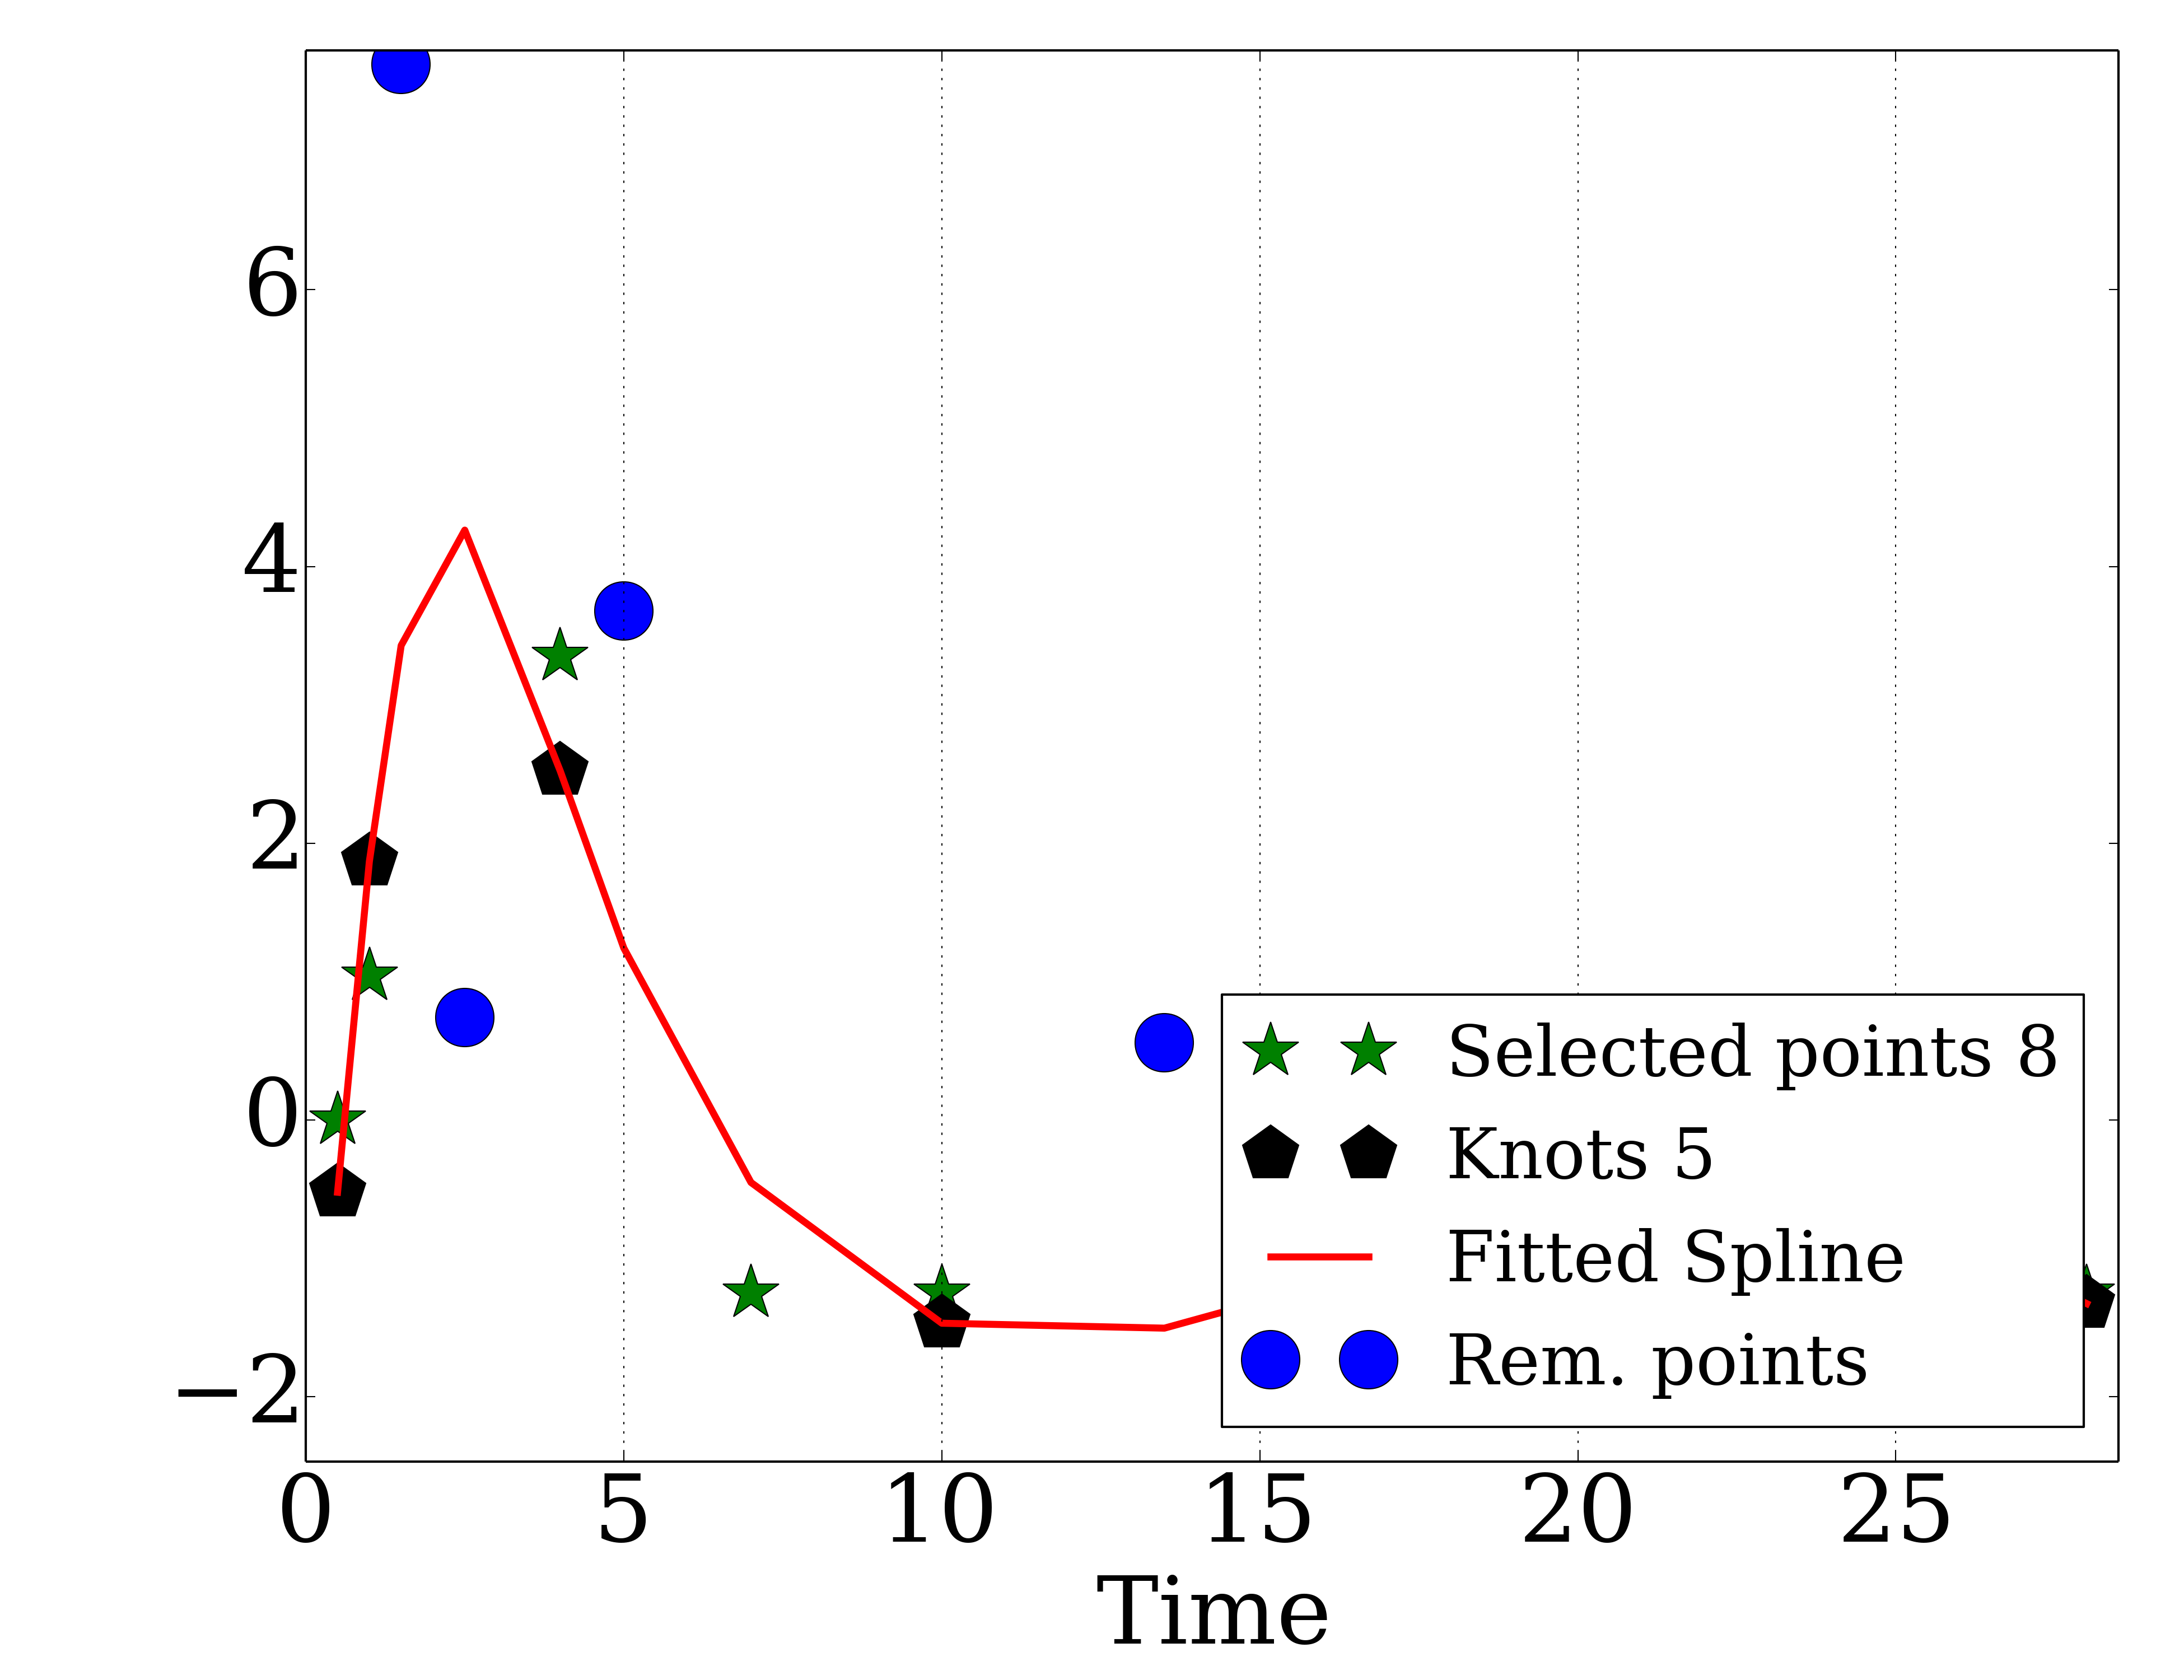 6
4
2
0
−2
Selected points 8
Knots 5
Fitted Spline
Rem. points
0 5 10 15 20 25
Time